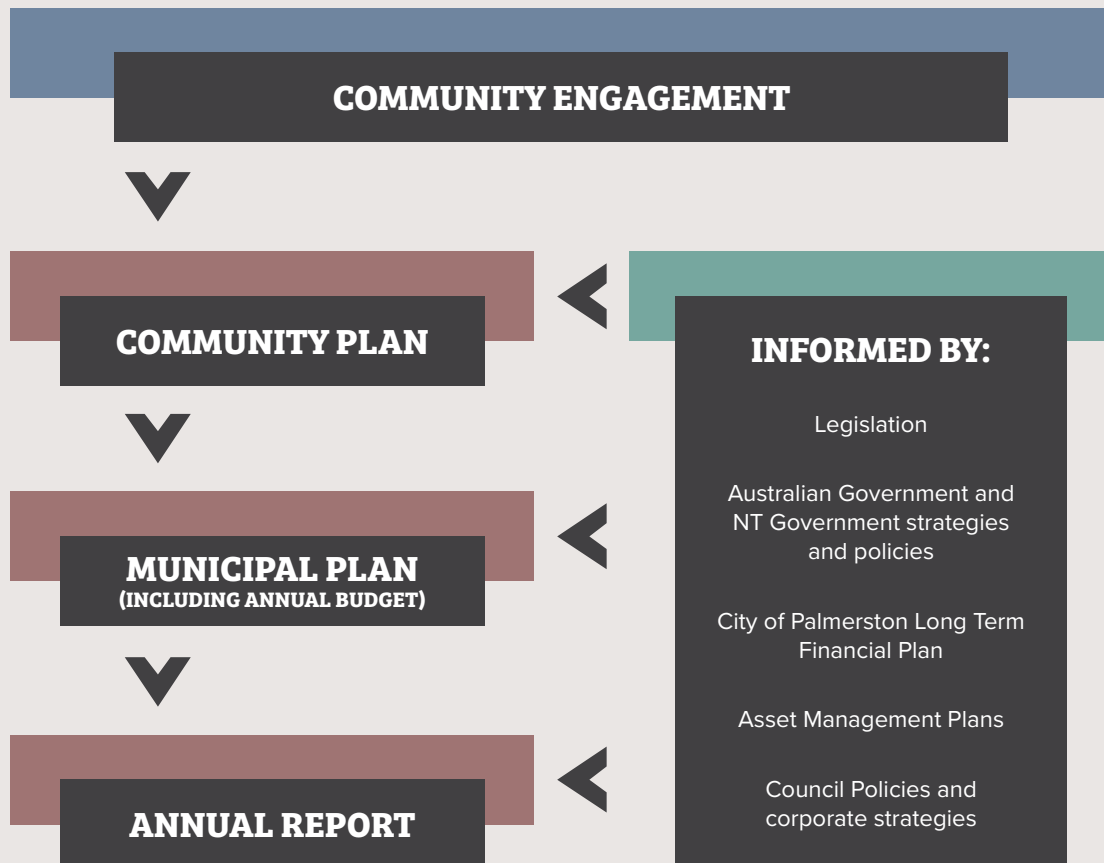 COMMUNITY ENGAGEMENT
COMMUNITY PLAN
MUNICIPAL PLAN
(INCLUDING ANNUAL BUDGET)
ANNUAL REPORT
INFORMED BY:
Legislation
Australian Government and
NT Government strategies
and policies
City of Palmerston Long Term
Financial Plan
Asset Management Plans
Council Policies and
corporate strategies